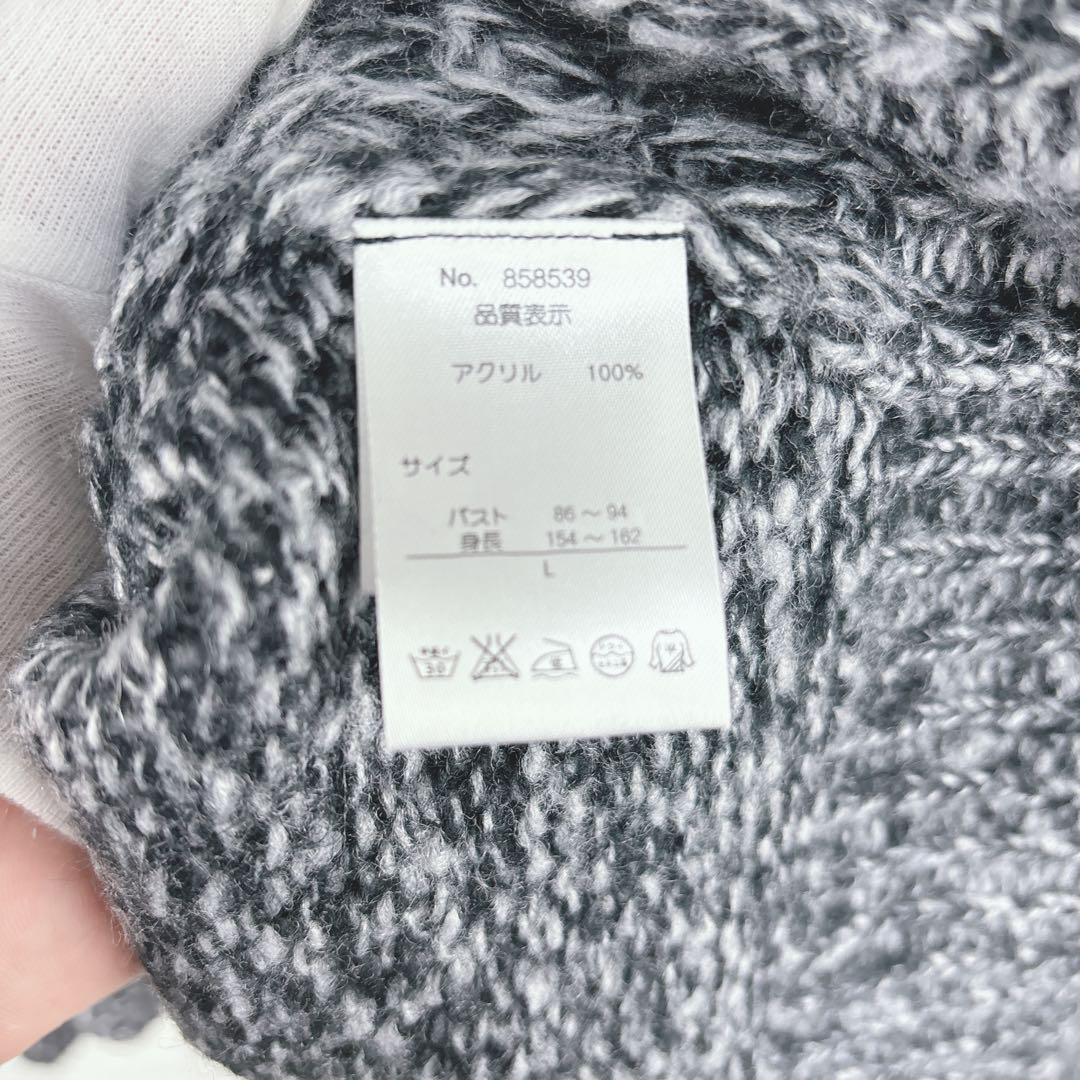 No. 858539
品質表示
アクリル 100%
サイズ
バスト 86～94
身長 154～162
L
30